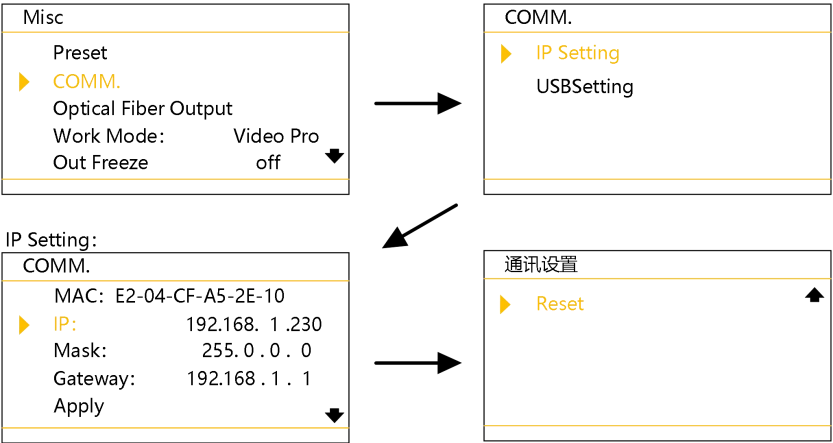 Misc
Preset
COMM.
Optical Fiber Output
Work Mode: Video Pro
Out Freeze off
COMM.
IP Setting
USBSetting
IP Setting:
COMM.
MAC: E2-04-CF-A5-2E-10
IP: 192.168. 1 .230
Mask: 255. 0 . 0 . 0
Gateway: 192.168 . 1 . 1
Apply
通讯设置
Reset